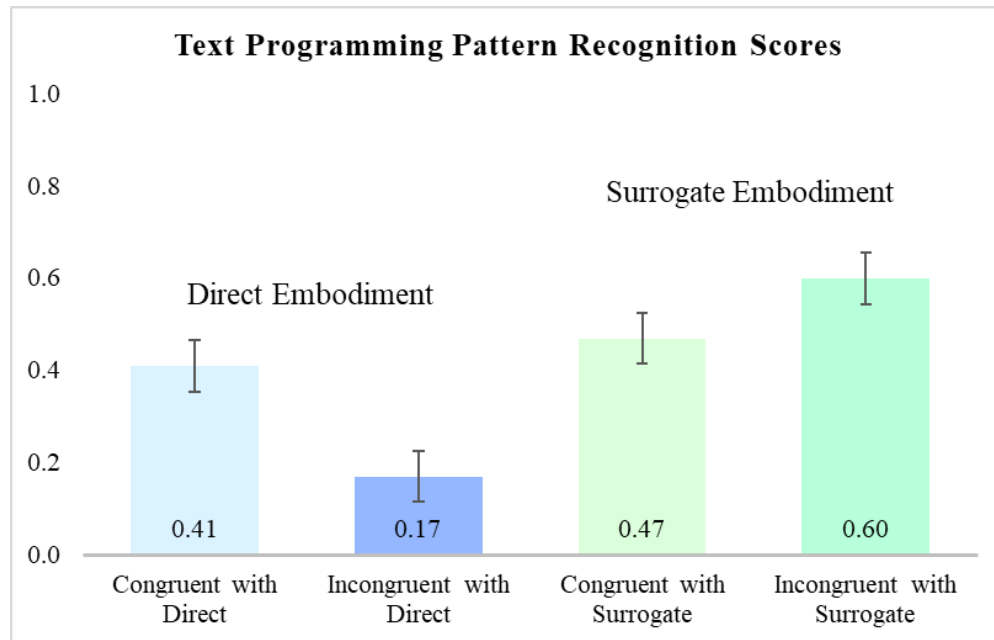 Text Programming Pattern Recognition Scores
1.0
0.8
Surrogate Embodiment
0.6
Direct Embodiment
0.4
0.2
0.41
0.17
0.47
0.60
0.0
Congruent with
Direct
Incongruent with
Direct
Congruent with
Surrogate
Incongruent with
Surrogate